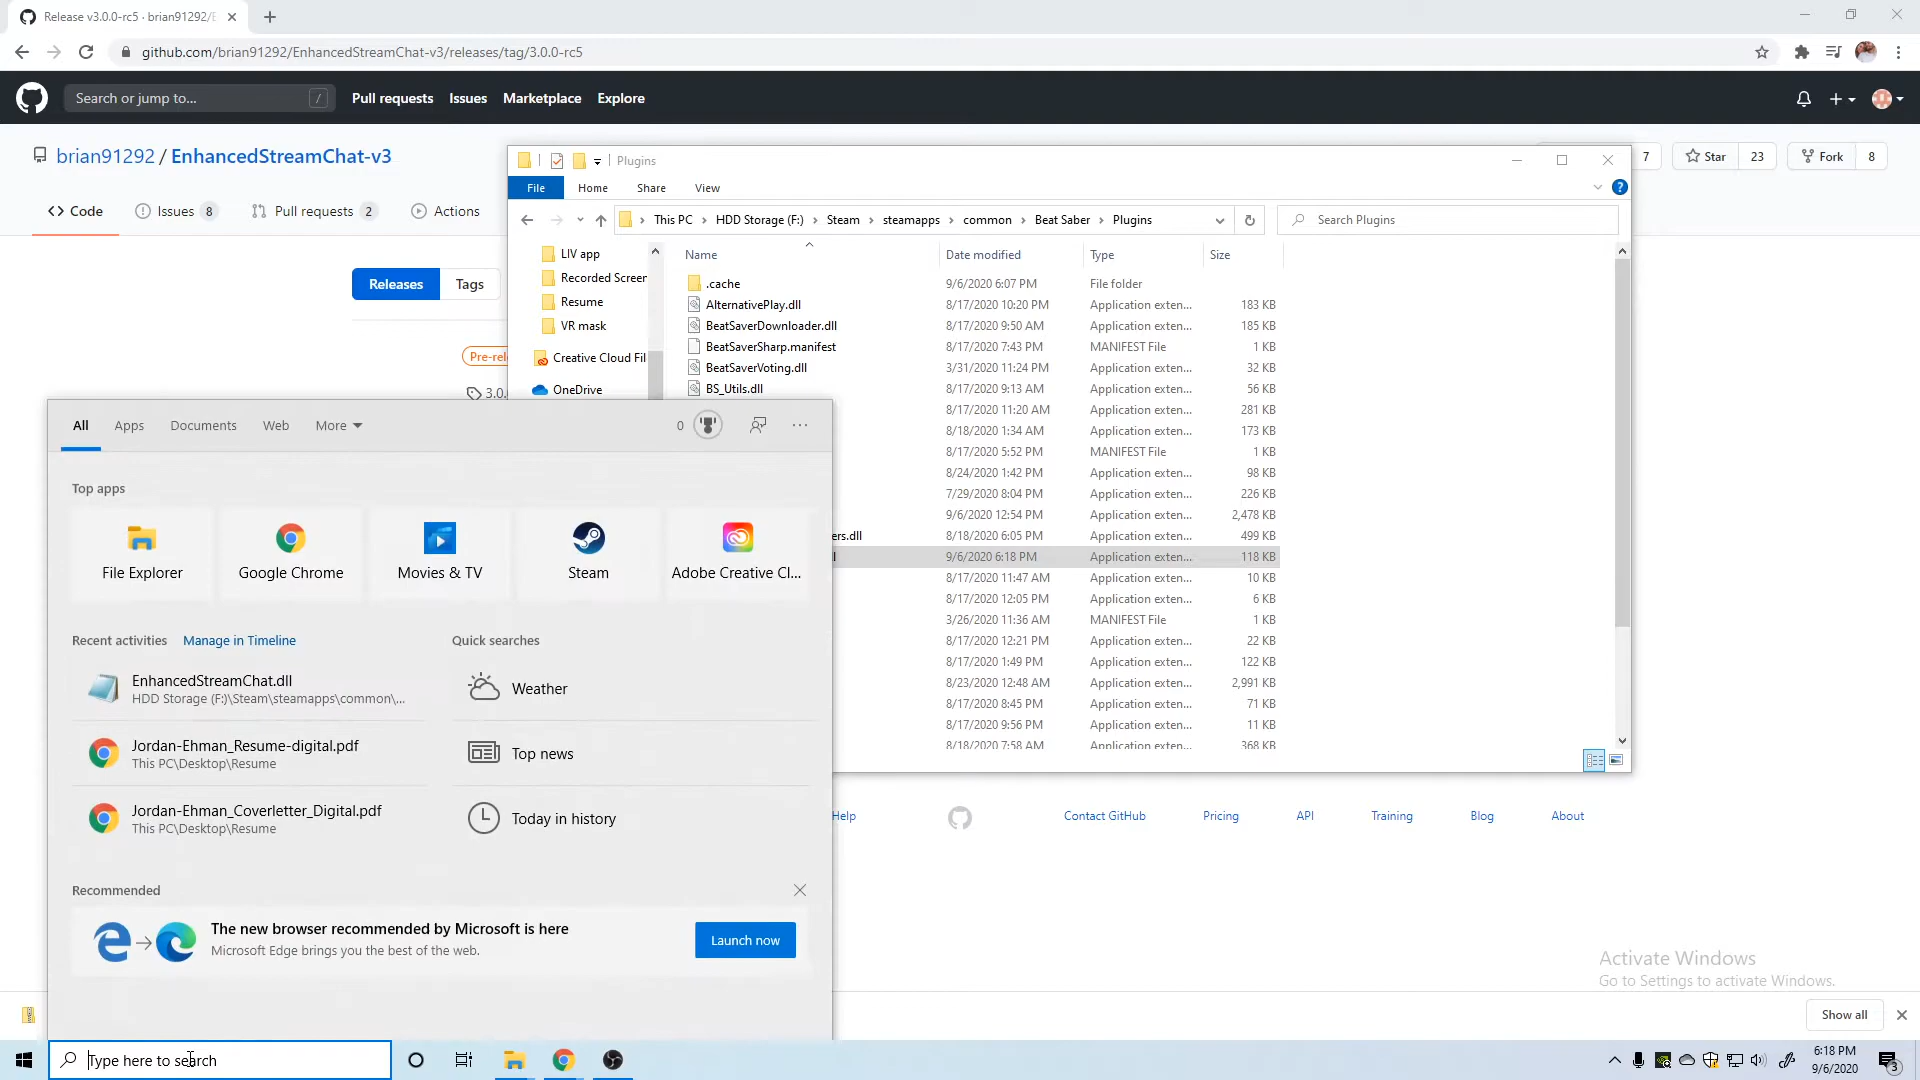 Release v3.0.0-rc5 · brian91292/E
github.com/brian91292/EnhancedStreamChat-v3/releases/tag/3.0.0-rc5
Search or jump to...
/
Pull requests
Issues
Marketplace
Explore
brian91292 / EnhancedStreamChat-v3
7
Star
23
Fork
8
Code
Issues 8
Pull requests 2
Actions
Releases
Tags
Pre-rel
3.0.
Plugins
File
Home
Share
View
This PC
HDD Storage (F:)
Steam
steamapps
common
Beat Saber
Plugins
Search Plugins
LIV app
Recorded Screen
Resume
VR mask
Creative Cloud Fil
OneDrive
Name Date modified Type Size
.cache 9/6/2020 6:07 PM File folder
AlternativePlay.dll 8/17/2020 10:20 PM Application exten... 183 KB
BeatSaverDownloader.dll 8/17/2020 9:50 AM Application exten... 185 KB
BeatSaverSharp.manifest 8/17/2020 7:43 PM MANIFEST File 1 KB
BeatSaverVoting.dll 3/31/2020 11:24 PM Application exten... 32 KB
BS_Utils.dll 8/17/2020 9:13 AM Application exten... 56 KB
8/17/2020 11:20 AM Application exten... 281 KB
8/18/2020 1:34 AM Application exten... 173 KB
8/17/2020 5:52 PM MANIFEST File 1 KB
8/24/2020 1:42 PM Application exten... 98 KB
7/29/2020 8:04 PM Application exten... 226 KB
9/6/2020 12:54 PM Application exten... 2,478 KB
ers.dll 8/18/2020 6:05 PM Application exten... 499 KB
l 9/6/2020 6:18 PM Application exten... 118 KB
8/17/2020 11:47 AM Application exten... 10 KB
8/17/2020 12:05 PM Application exten... 6 KB
3/26/2020 11:36 AM MANIFEST File 1 KB
8/17/2020 12:21 PM Application exten... 22 KB
8/17/2020 1:49 PM Application exten... 122 KB
8/23/2020 12:48 AM Application exten... 2,991 KB
8/17/2020 8:45 PM Application exten... 71 KB
8/17/2020 9:56 PM Application exten... 11 KB
8/18/2020 7:58 AM Application exten... 368 KB
All
Apps
Documents
Web
More
0
Top apps
File Explorer
Google Chrome
Movies & TV
Steam
Adobe Creative Cl...
Recent activities
Manage in Timeline
EnhancedStreamChat.dll
HDD Storage (F:)\Steam\steamapps\common\...
Jordan-Ehman_Resume-digital.pdf
This PC\Desktop\Resume
Jordan-Ehman_Coverletter_Digital.pdf
This PC\Desktop\Resume
Quick searches
Weather
Top news
Today in history
Recommended
The new browser recommended by Microsoft is here
Microsoft Edge brings you the best of the web.
Launch now
Help
Contact GitHub
Pricing
API
Training
Blog
About
Activate Windows
Go to Settings to activate Windows.
Show all
Type here to search
6:18 PM
9/6/2020
3